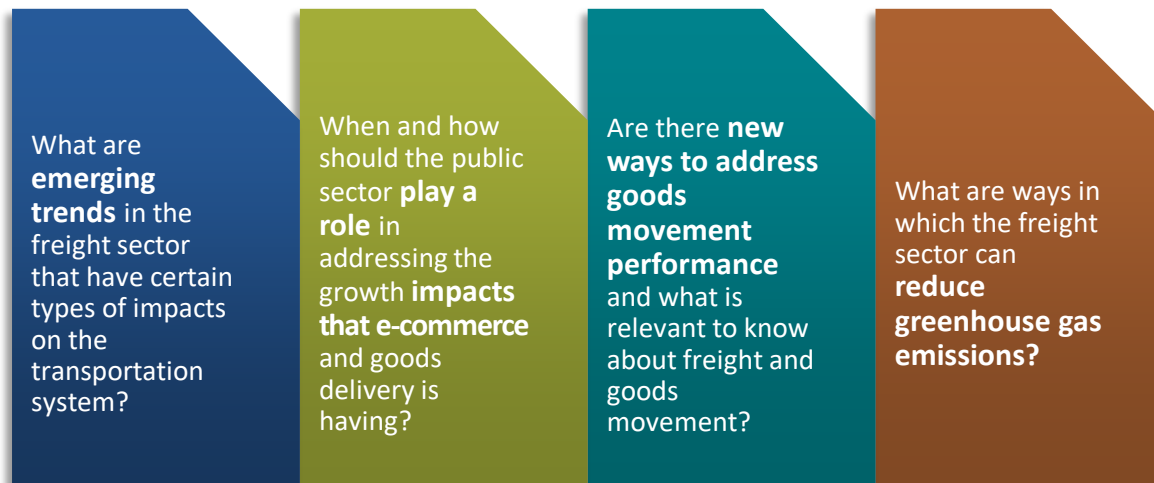 What are
emerging
trends in the
freight sector
that have certain
types of impacts
on the
transportation
system?
When and how
should the public
sector play a
role in
addressing the
growth impacts
that e-commerce
and goods
delivery is
having?
Are there new
ways to address
goods
movement
performance
and what is
relevant to know
about freight and
goods
movement?
What are ways in
which the freight
sector can
reduce
greenhouse gas
emissions?